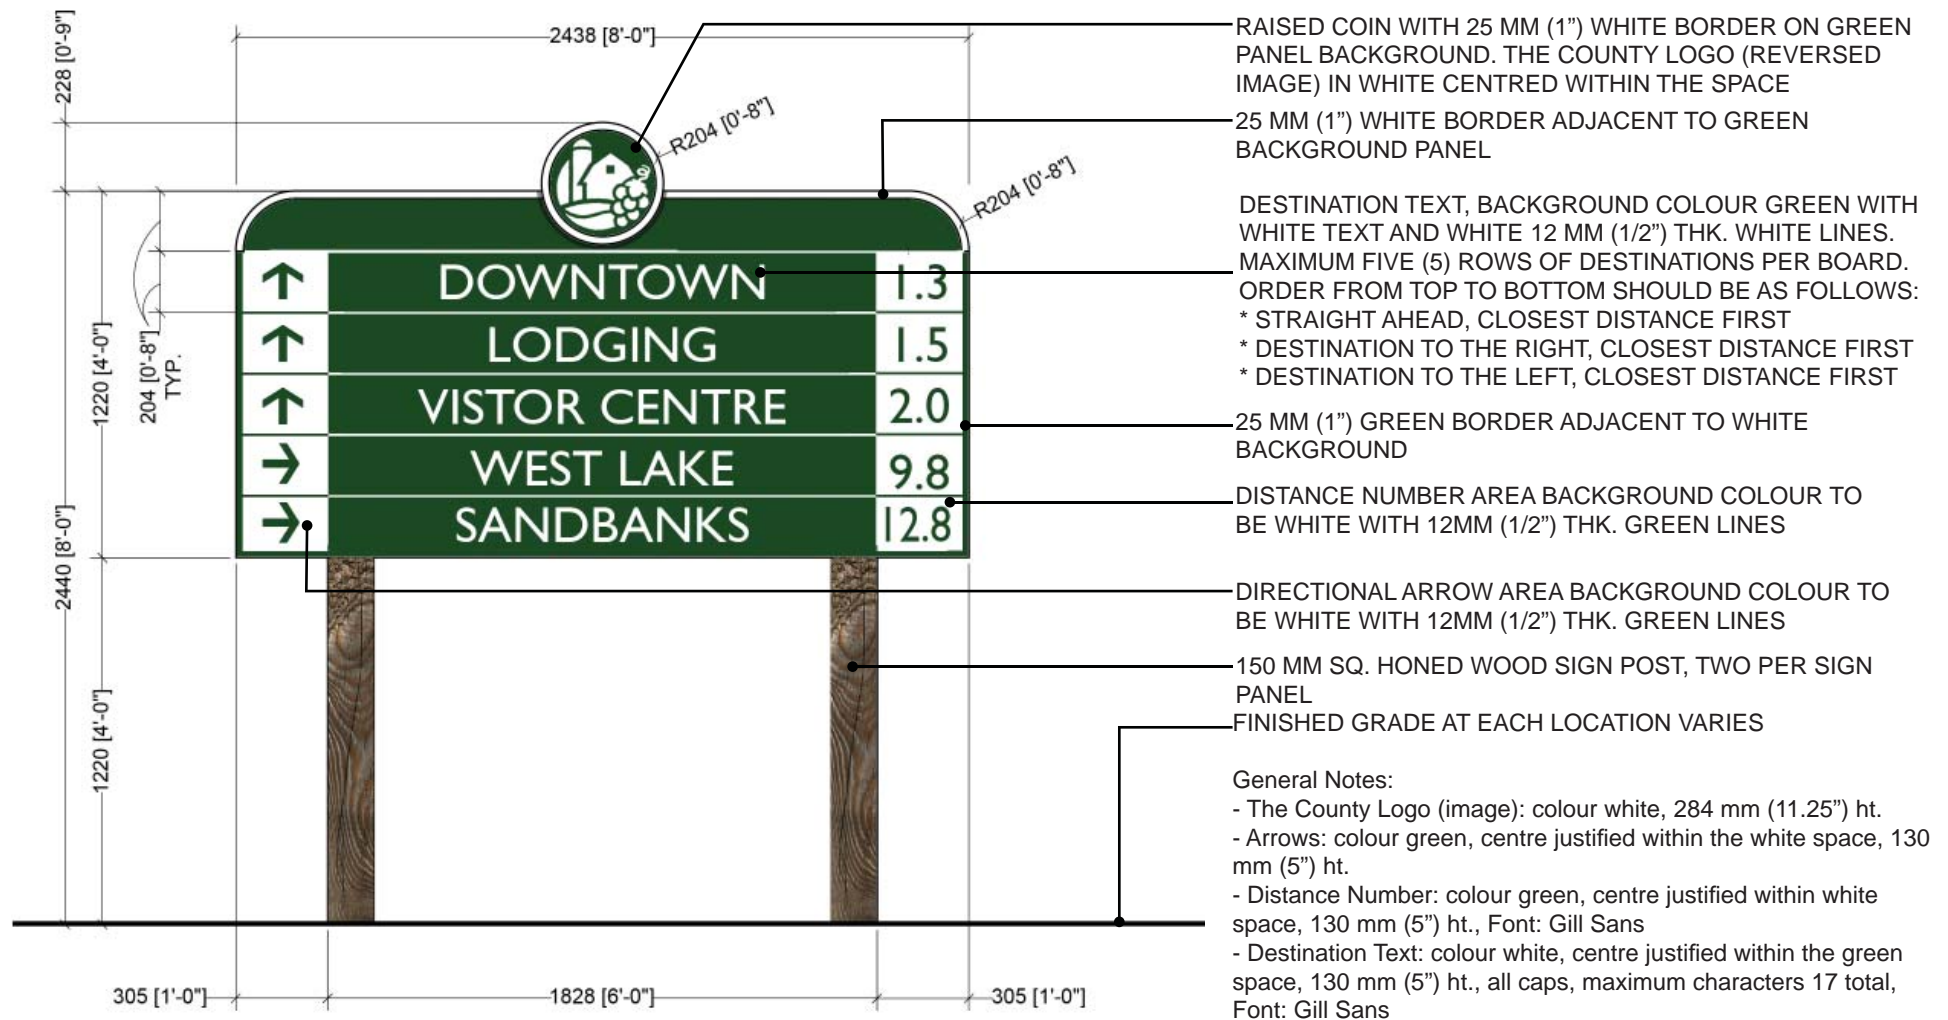 228 [0'-9"]
2438 [8'-0"]
R204 [0'-8"]
R204 [0'-8"]
1220 [4'-0"]
204 [0'-8"]
TYP.
2440 [8'-0"]
1220 [4'-0"]
DOWNTOWN 1.3
LODGING 1.5
VISTOR CENTRE 2.0
WEST LAKE 9.8
SANDBANKS 12.8
305 [1'-0"]
1828 [6'-0"]
305 [1'-0"]
RAISED COIN WITH 25 MM (1”) WHITE BORDER ON GREEN
PANEL BACKGROUND. THE COUNTY LOGO (REVERSED
IMAGE) IN WHITE CENTRED WITHIN THE SPACE
25 MM (1”) WHITE BORDER ADJACENT TO GREEN
BACKGROUND PANEL
DESTINATION TEXT, BACKGROUND COLOUR GREEN WITH
WHITE TEXT AND WHITE 12 MM (1/2”) THK. WHITE LINES.
MAXIMUM FIVE (5) ROWS OF DESTINATIONS PER BOARD.
ORDER FROM TOP TO BOTTOM SHOULD BE AS FOLLOWS:
* STRAIGHT AHEAD, CLOSEST DISTANCE FIRST
* DESTINATION TO THE RIGHT, CLOSEST DISTANCE FIRST
* DESTINATION TO THE LEFT, CLOSEST DISTANCE FIRST
25 MM (1”) GREEN BORDER ADJACENT TO WHITE
BACKGROUND
DISTANCE NUMBER AREA BACKGROUND COLOUR TO
BE WHITE WITH 12MM (1/2”) THK. GREEN LINES
DIRECTIONAL ARROW AREA BACKGROUND COLOUR TO
BE WHITE WITH 12MM (1/2”) THK. GREEN LINES
150 MM SQ. HONED WOOD SIGN POST, TWO PER SIGN
PANEL
FINISHED GRADE AT EACH LOCATION VARIES
General Notes:
- The County Logo (image): colour white, 284 mm (11.25”) ht.
- Arrows: colour green, centre justified within the white space, 130
mm (5”) ht.
- Distance Number: colour green, centre justified within white
space, 130 mm (5”) ht., Font: Gill Sans
- Destination Text: colour white, centre justified within the green
space, 130 mm (5”) ht., all caps, maximum characters 17 total,
Font: Gill Sans